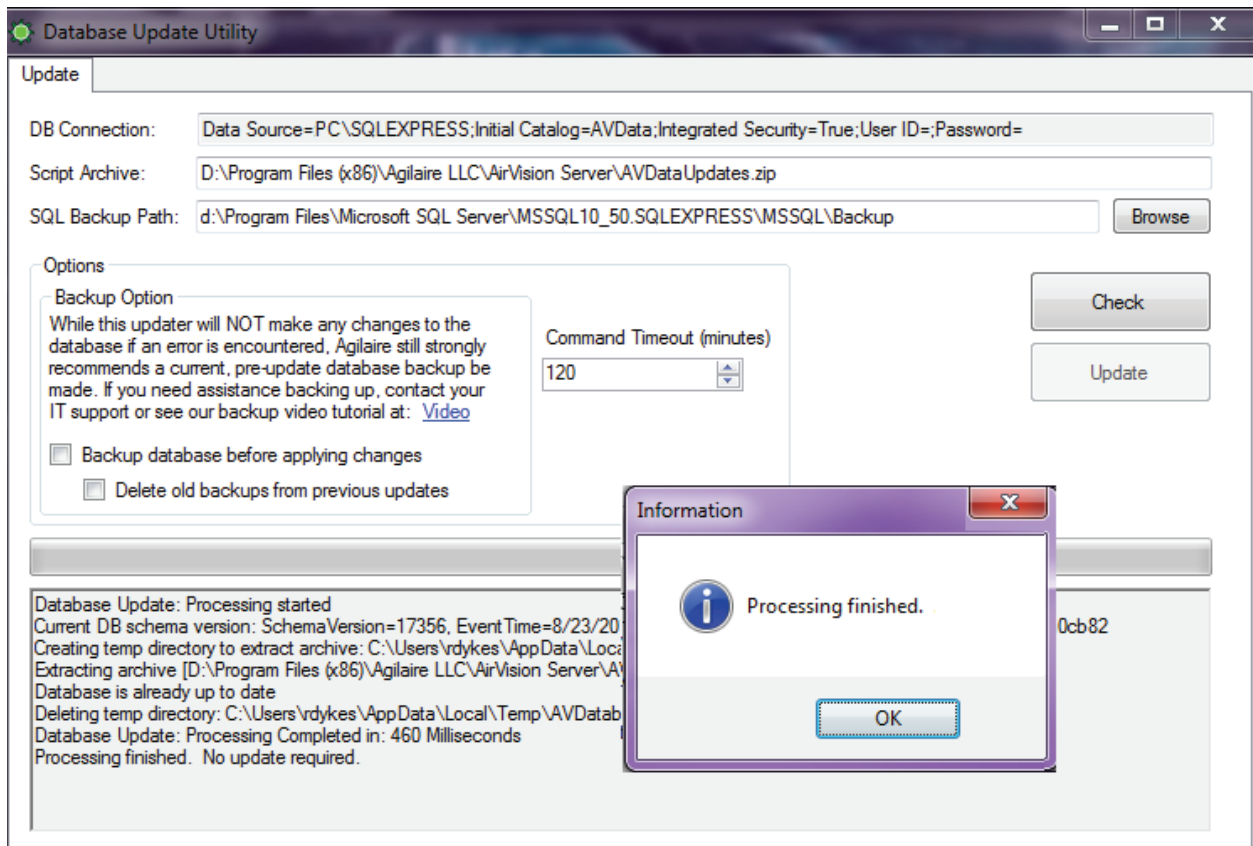 Database Update Utility
Update
DB Connection:
Data Source=PC\SQLEXPRESS;Initial Catalog=AVData;Integrated Security=True;User ID=;Password=
Script Archive:
D:\Program Files (x86)\Agilaire LLC\AirVision Server\AVDataUpdates.zip
SQL Backup Path:
d:\Program Files\Microsoft SQL Server\MSSQL10_50.SQLEXPRESS\MSSQL\Backup
Browse
Options
Backup Option
While this updater will NOT make any changes to the
database if an error is encountered, Agilaire still strongly
recommends a current, pre-update database backup be
made. If you need assistance backing up, contact your
IT support or see our backup video tutorial at: Video
Backup database before applying changes
Delete old backups from previous updates
Command Timeout (minutes)
120
Check
Update
Information
Processing finished.
OK
Database Update: Processing started
Current DB schema version: SchemaVersion=17356, EventTime=8/23/20 0cb82
Creating temp directory to extract archive: C:\Users\rdykes\AppData\Loca
Extracting archive [D:\Program Files (x86)\Agilaire LLC\AirVision Server\A
Database is already up to date
Deleting temp directory: C:\Users\rdykes\AppData\Local\Temp\AVDatab
Database Update: Processing Completed in: 460 Milliseconds
Processing finished.  No update required.